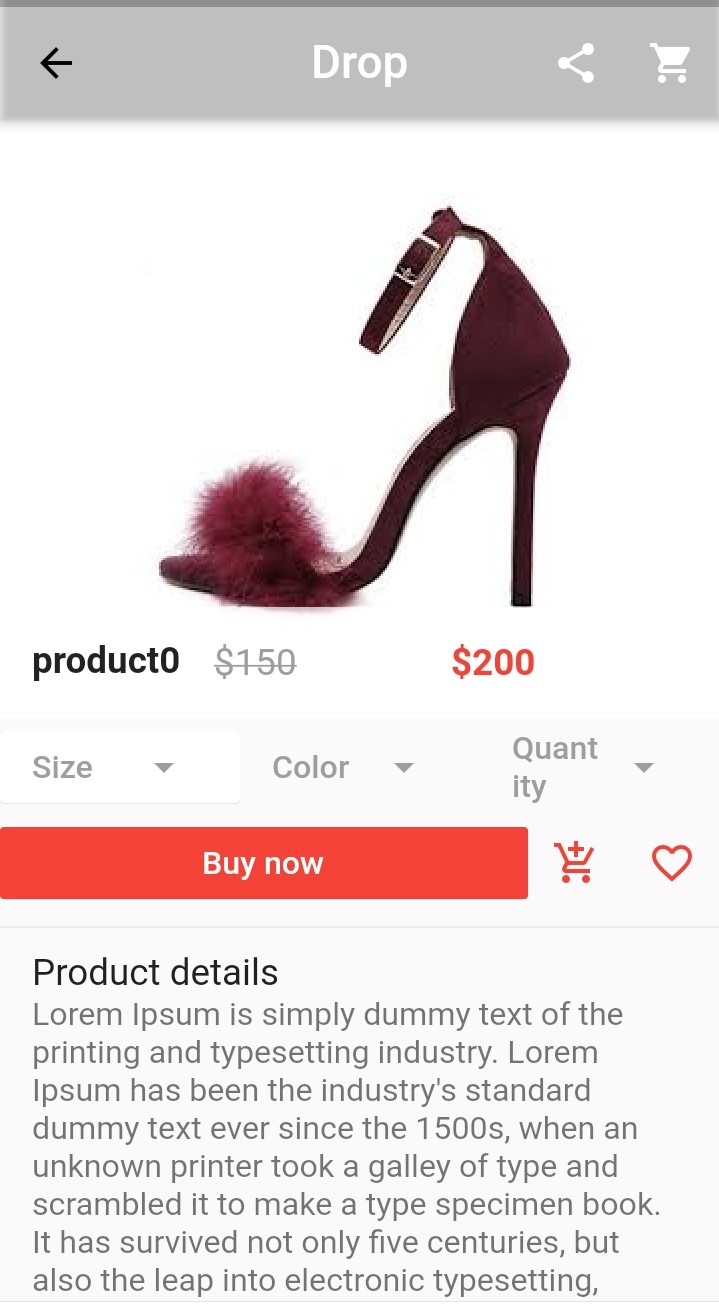 Drop
product0 $150 $200
Size Color Quant
ity
Buy now
Product details
Lorem Ipsum is simply dummy text of the
printing and typesetting industry. Lorem
Ipsum has been the industry's standard
dummy text ever since the 1500s, when an
unknown printer took a galley of type and
scrambled it to make a type specimen book.
It has survived not only five centuries, but
also the leap into electronic typesetting,